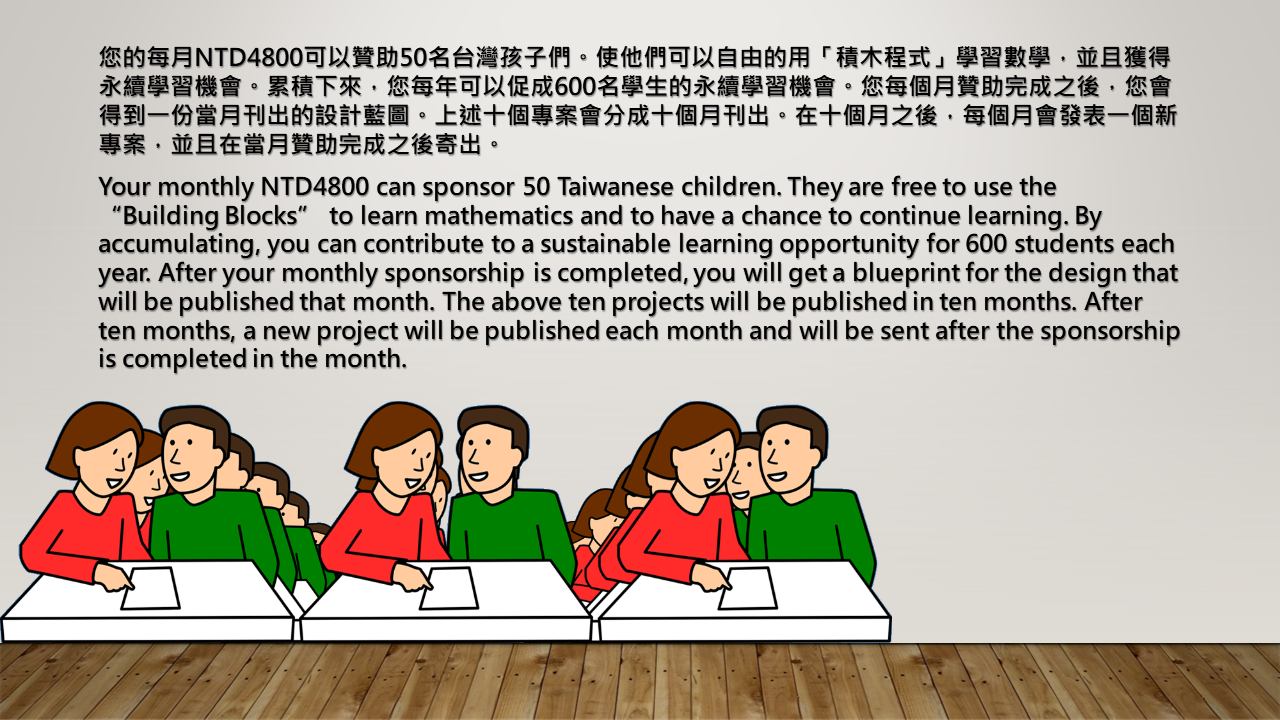 您的每月NTD4800可以贊助50名台灣孩子們。使他們可以自由的用「積木程式」學習數學，並且獲得
永續學習機會。累積下來，您每年可以促成600名學生的永續學習機會。您每個月贊助完成之後，您會
得到一份當月刊出的設計藍圖。上述十個專案會分成十個月刊出。在十個月之後，每個月會發表一個新
專案，並且在當月贊助完成之後寄出。
Your monthly NTD4800 can sponsor 50 Taiwanese children. They are free to use the
“Building Blocks” to learn mathematics and to have a chance to continue learning. By
accumulating, you can contribute to a sustainable learning opportunity for 600 students each
year. After your monthly sponsorship is completed, you will get a blueprint for the design that
will be published that month. The above ten projects will be published in ten months. After
ten months, a new project will be published each month and will be sent after the sponsorship
is completed in the month.